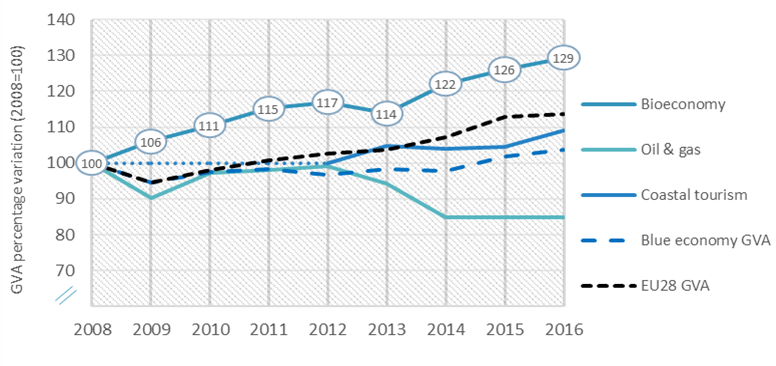 GVA percentage variation (2008=100)
140
130
120
110
100
90
80
70
100
106
111
115
117
114
122
126
129
2008 2009 2010 2011 2012 2013 2014 2015 2016
Bioeconomy
Oil & gas
Coastal tourism
Blue economy GVA
EU28 GVA